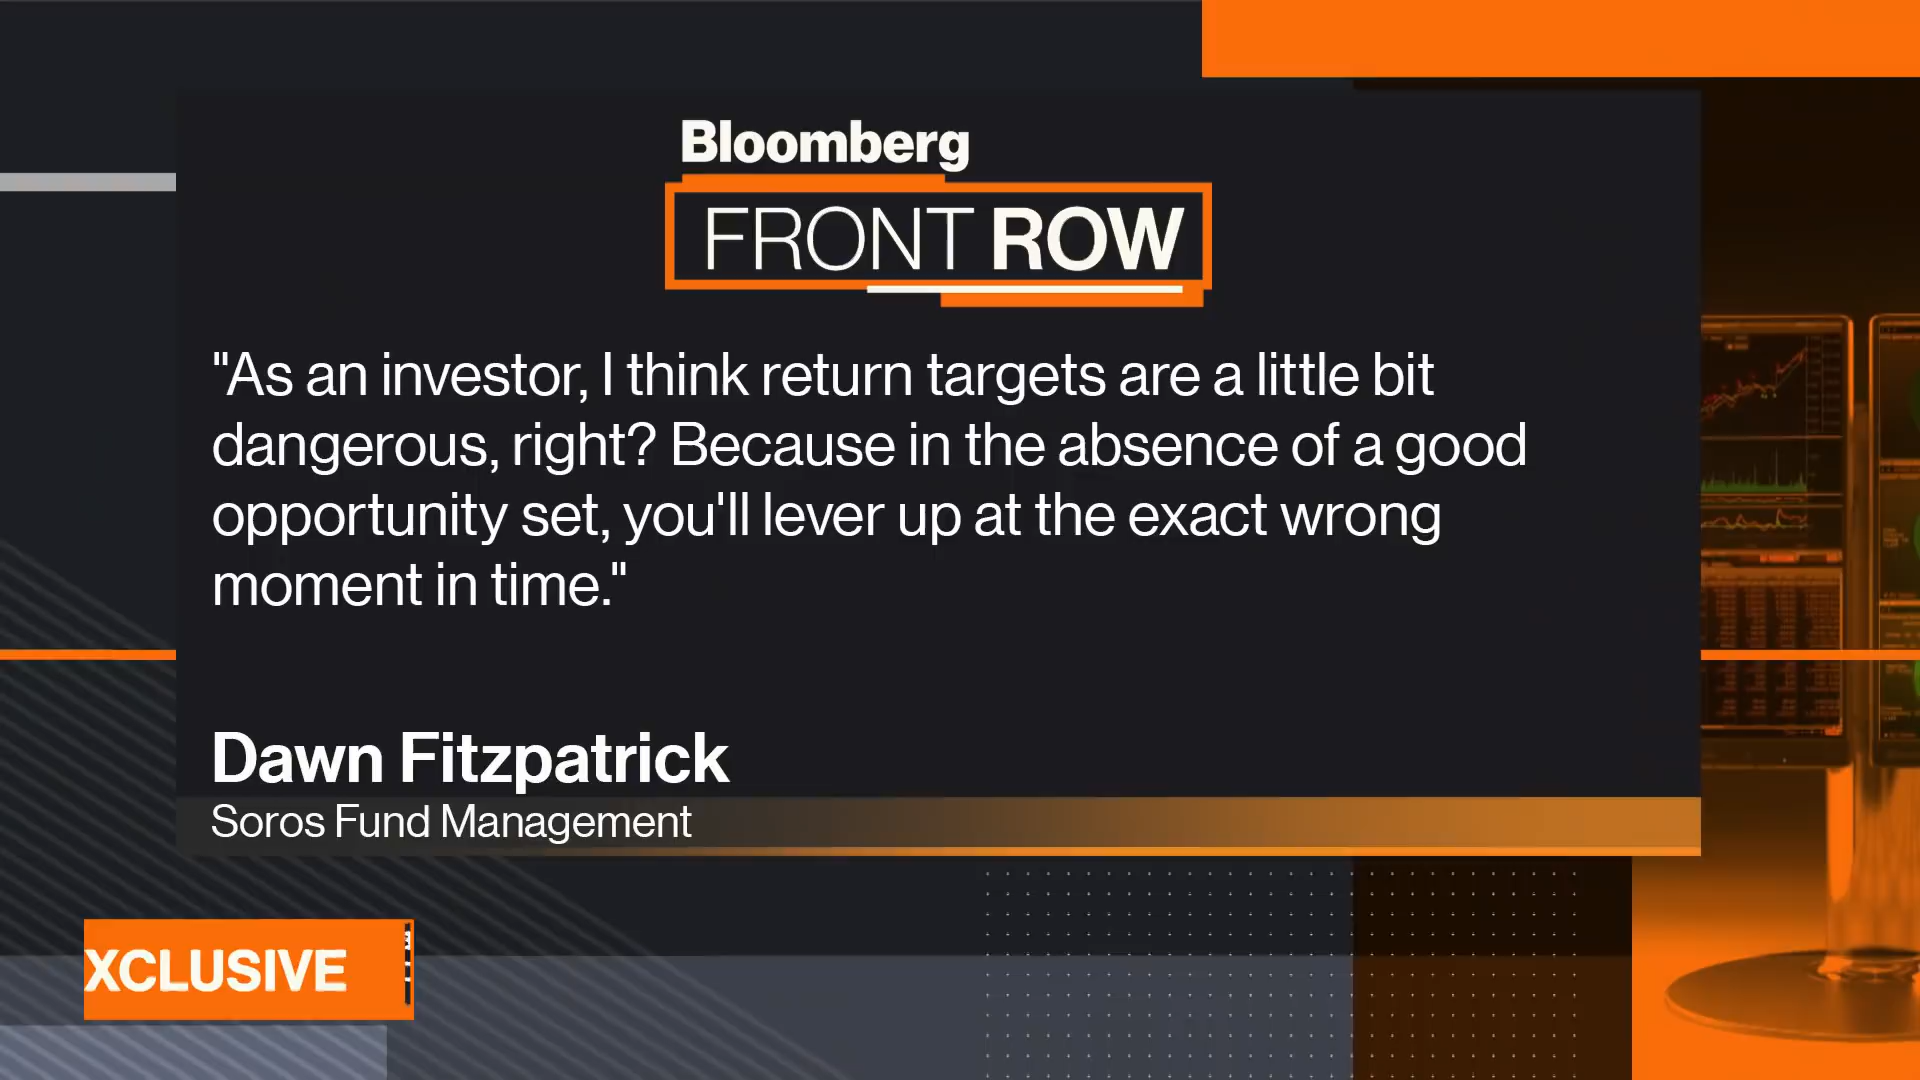 Bloomberg
FRONT ROW
"As an investor, I think return targets are a little bit
dangerous, right? Because in the absence of a good
opportunity set, you'll lever up at the exact wrong
moment in time."
Dawn Fitzpatrick
Soros Fund Management
XCLUSIVE